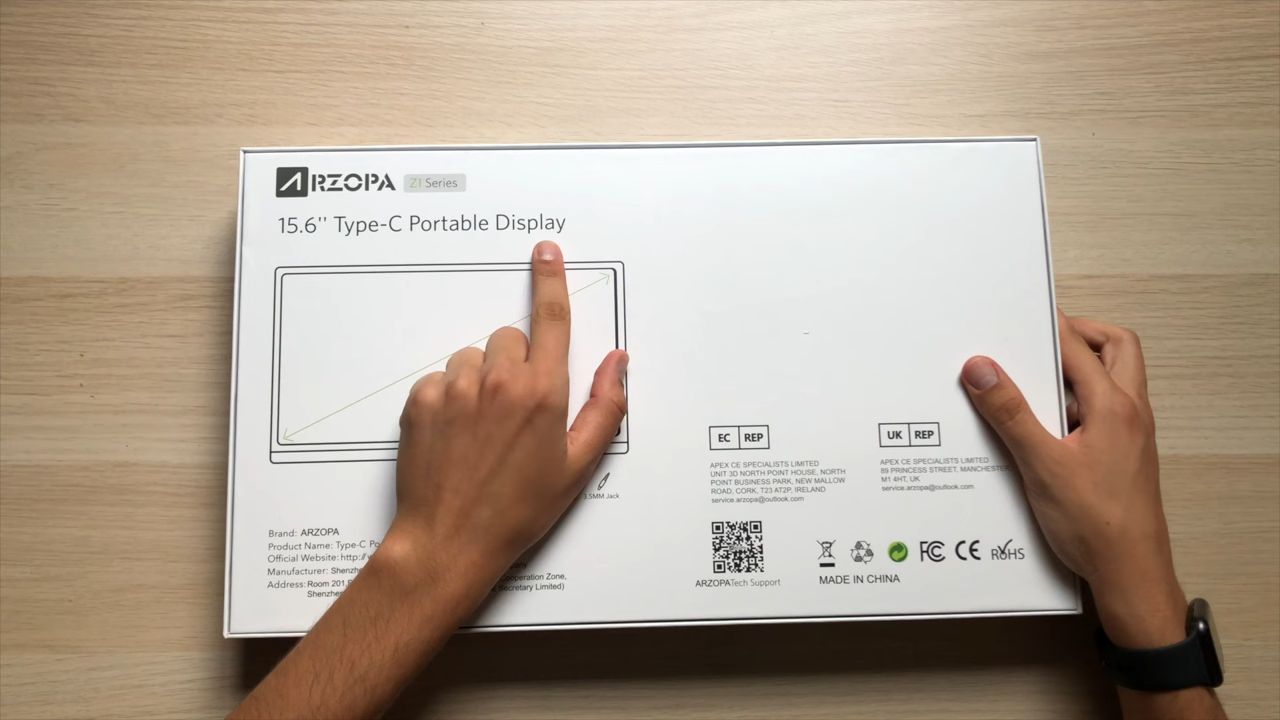 ARZOPA Z1 Series
15.6'' Type-C Portable Display
3.5MM Jack
EC REP
APEX CE SPECIALISTS LIMITED
UNIT 3D NORTH POINT HOUSE, NORTH
POINT BUSINESS PARK, NEW MALLOW
ROAD, CORK, T23 AT2P, IRELAND
service.arzopa@outlook.com
UK REP
APEX CE SPECIALISTS LIMITED
89 PRINCESS STREET, MANCHESTER
M1 4HT, UK
service.arzopa@outlook.com
Brand: ARZOPA
Product Name: Type-C
Official Website: http://
Manufacturer:
Address: Room 201,
Cooperation Zone,
Secretary Limited)
ARZOPA Tech Support
FC CE RoHS
MADE IN CHINA